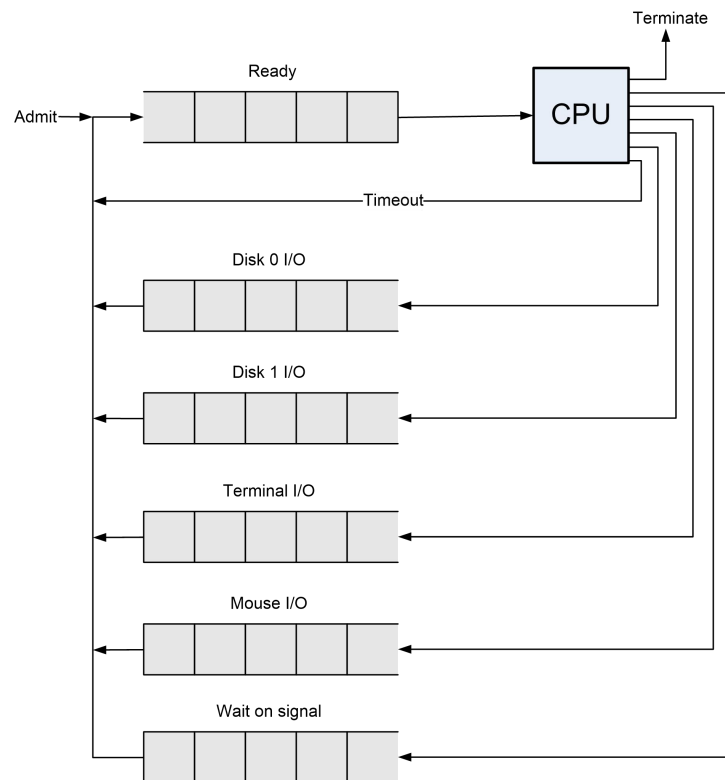 Terminate
Ready
Admit
CPU
Timeout
Disk 0 I/O
Disk 1 I/O
Terminal I/O
Mouse I/O
Wait on signal